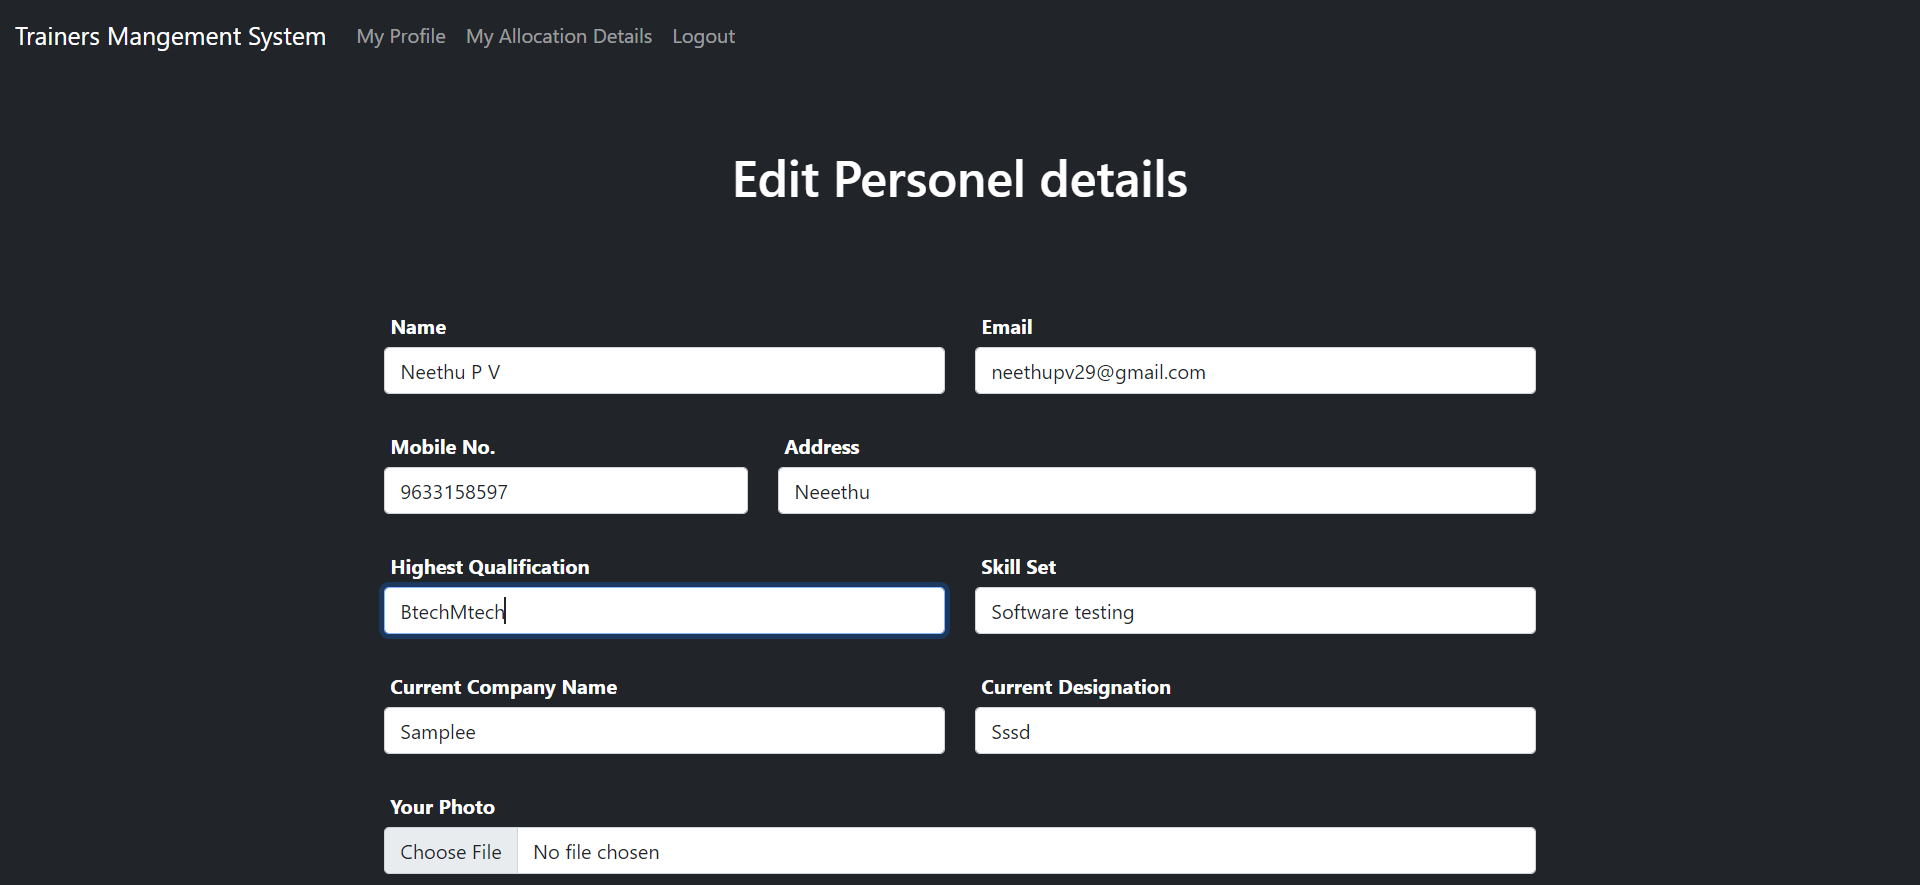 Trainers Mangement System My Profile My Allocation Details Logout
Edit Personel details
Name Email
Neethu P V neethupv29@gmail.com
Mobile No. Address
9633158597 Neeethu
Highest Qualification Skill Set
BtechMtech Software testing
Current Company Name Current Designation
Samplee Sssd
Your Photo
Choose File No file chosen